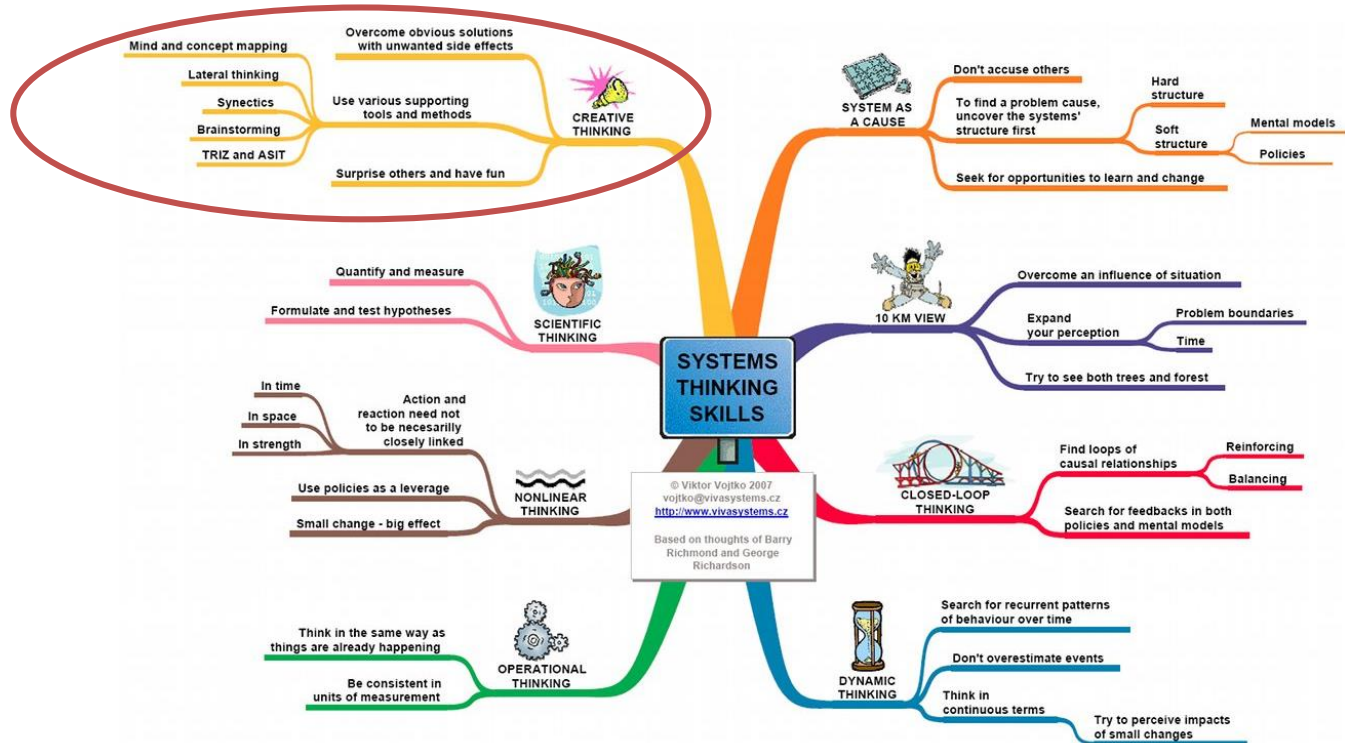 Overcome obvious solutions
with unwanted side effects
Mind and concept mapping
Lateral thinking
Synectics
Brainstorming
TRIZ and ASIT
Use various supporting
tools and methods
Surprise others and have fun
CREATIVE
THINKING
SYSTEM AS
A CAUSE
Don't accuse others
To find a problem cause,
uncover the systems'
structure first
Hard
structure
Soft
structure
Mental models
Policies
Seek for opportunities to learn and change
Quantify and measure
Formulate and test hypotheses
SCIENTIFIC
THINKING
10 KM VIEW
Overcome an influence of situation
Expand
your perception
Problem boundaries
Time
Try to see both trees and forest
SYSTEMS
THINKING
SKILLS
In time
In space
In strength
Action and
reaction need not
to be necesarilly
closely linked
Use policies as a leverage
Small change - big effect
NONLINEAR
THINKING
© Viktor Vojtko 2007
vojtko@vivasystems.cz
http://www.vivasystems.cz
Based on thoughts of Barry
Richmond and George
Richardson
CLOSED-LOOP
THINKING
Find loops of
causal relationships
Reinforcing
Balancing
Search for feedbacks in both
policies and mental models
Think in the same way as
things are already happening
Be consistent in
units of measurement
OPERATIONAL
THINKING
DYNAMIC
THINKING
Search for recurrent patterns
of behaviour over time
Don't overestimate events
Think in
continuous terms
Try to perceive impacts
of small changes